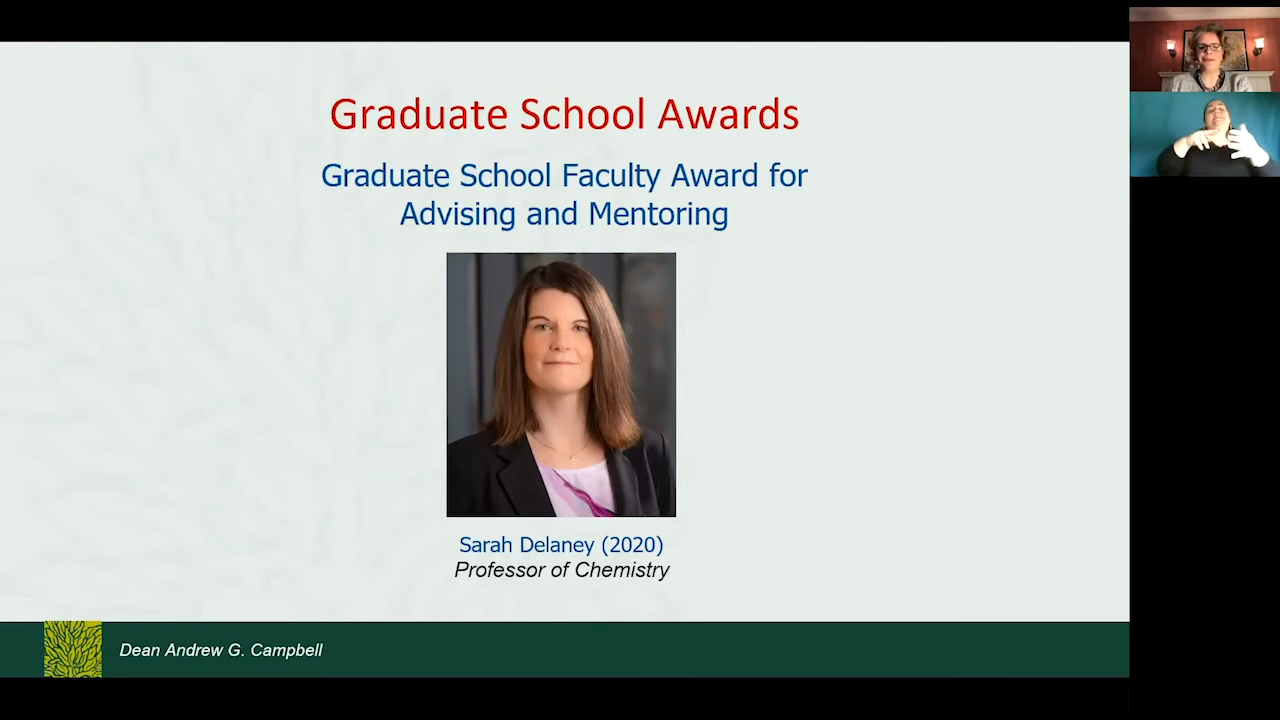 Graduate School Awards
Graduate School Faculty Award for
Advising and Mentoring
Sarah Delaney (2020)
Professor of Chemistry
Dean Andrew G. Campbell